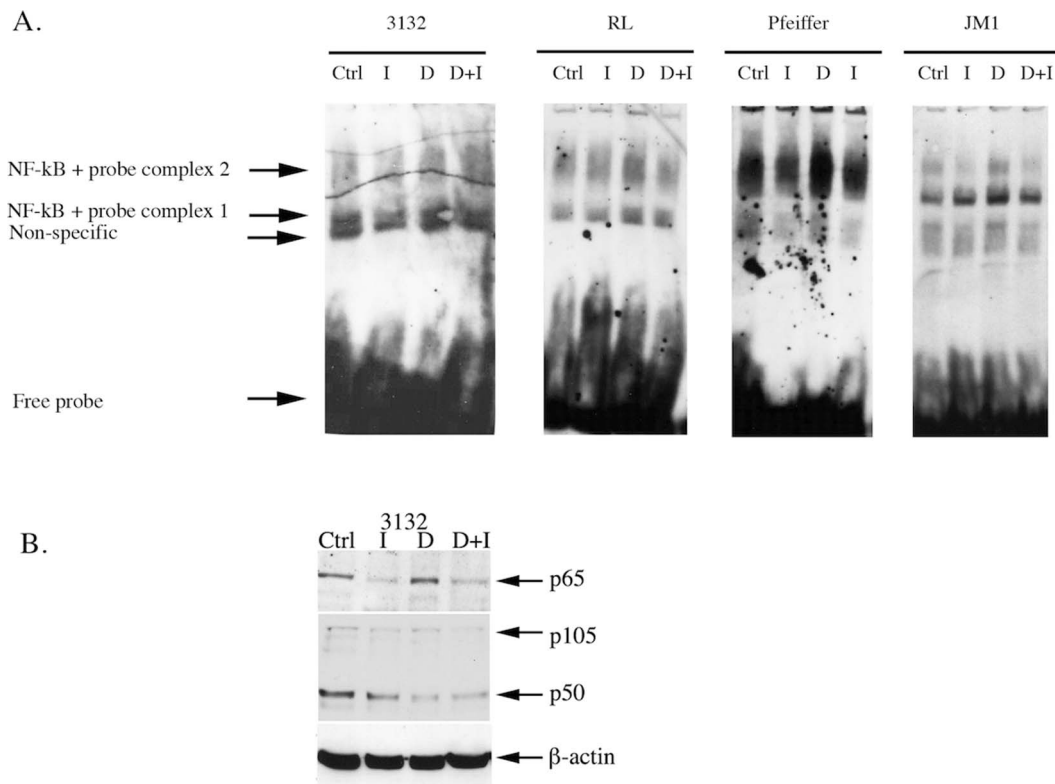 A.
3132 RL Pfeiffer JM1
Ctrl I D D+I Ctrl I D D+I Ctrl I D I Ctrl I D D+I
NF-kB + probe complex 2
NF-kB + probe complex 1
Non-specific
Free probe
B.
3132
Ctrl I D D+I
p65
p105
p50
β-actin